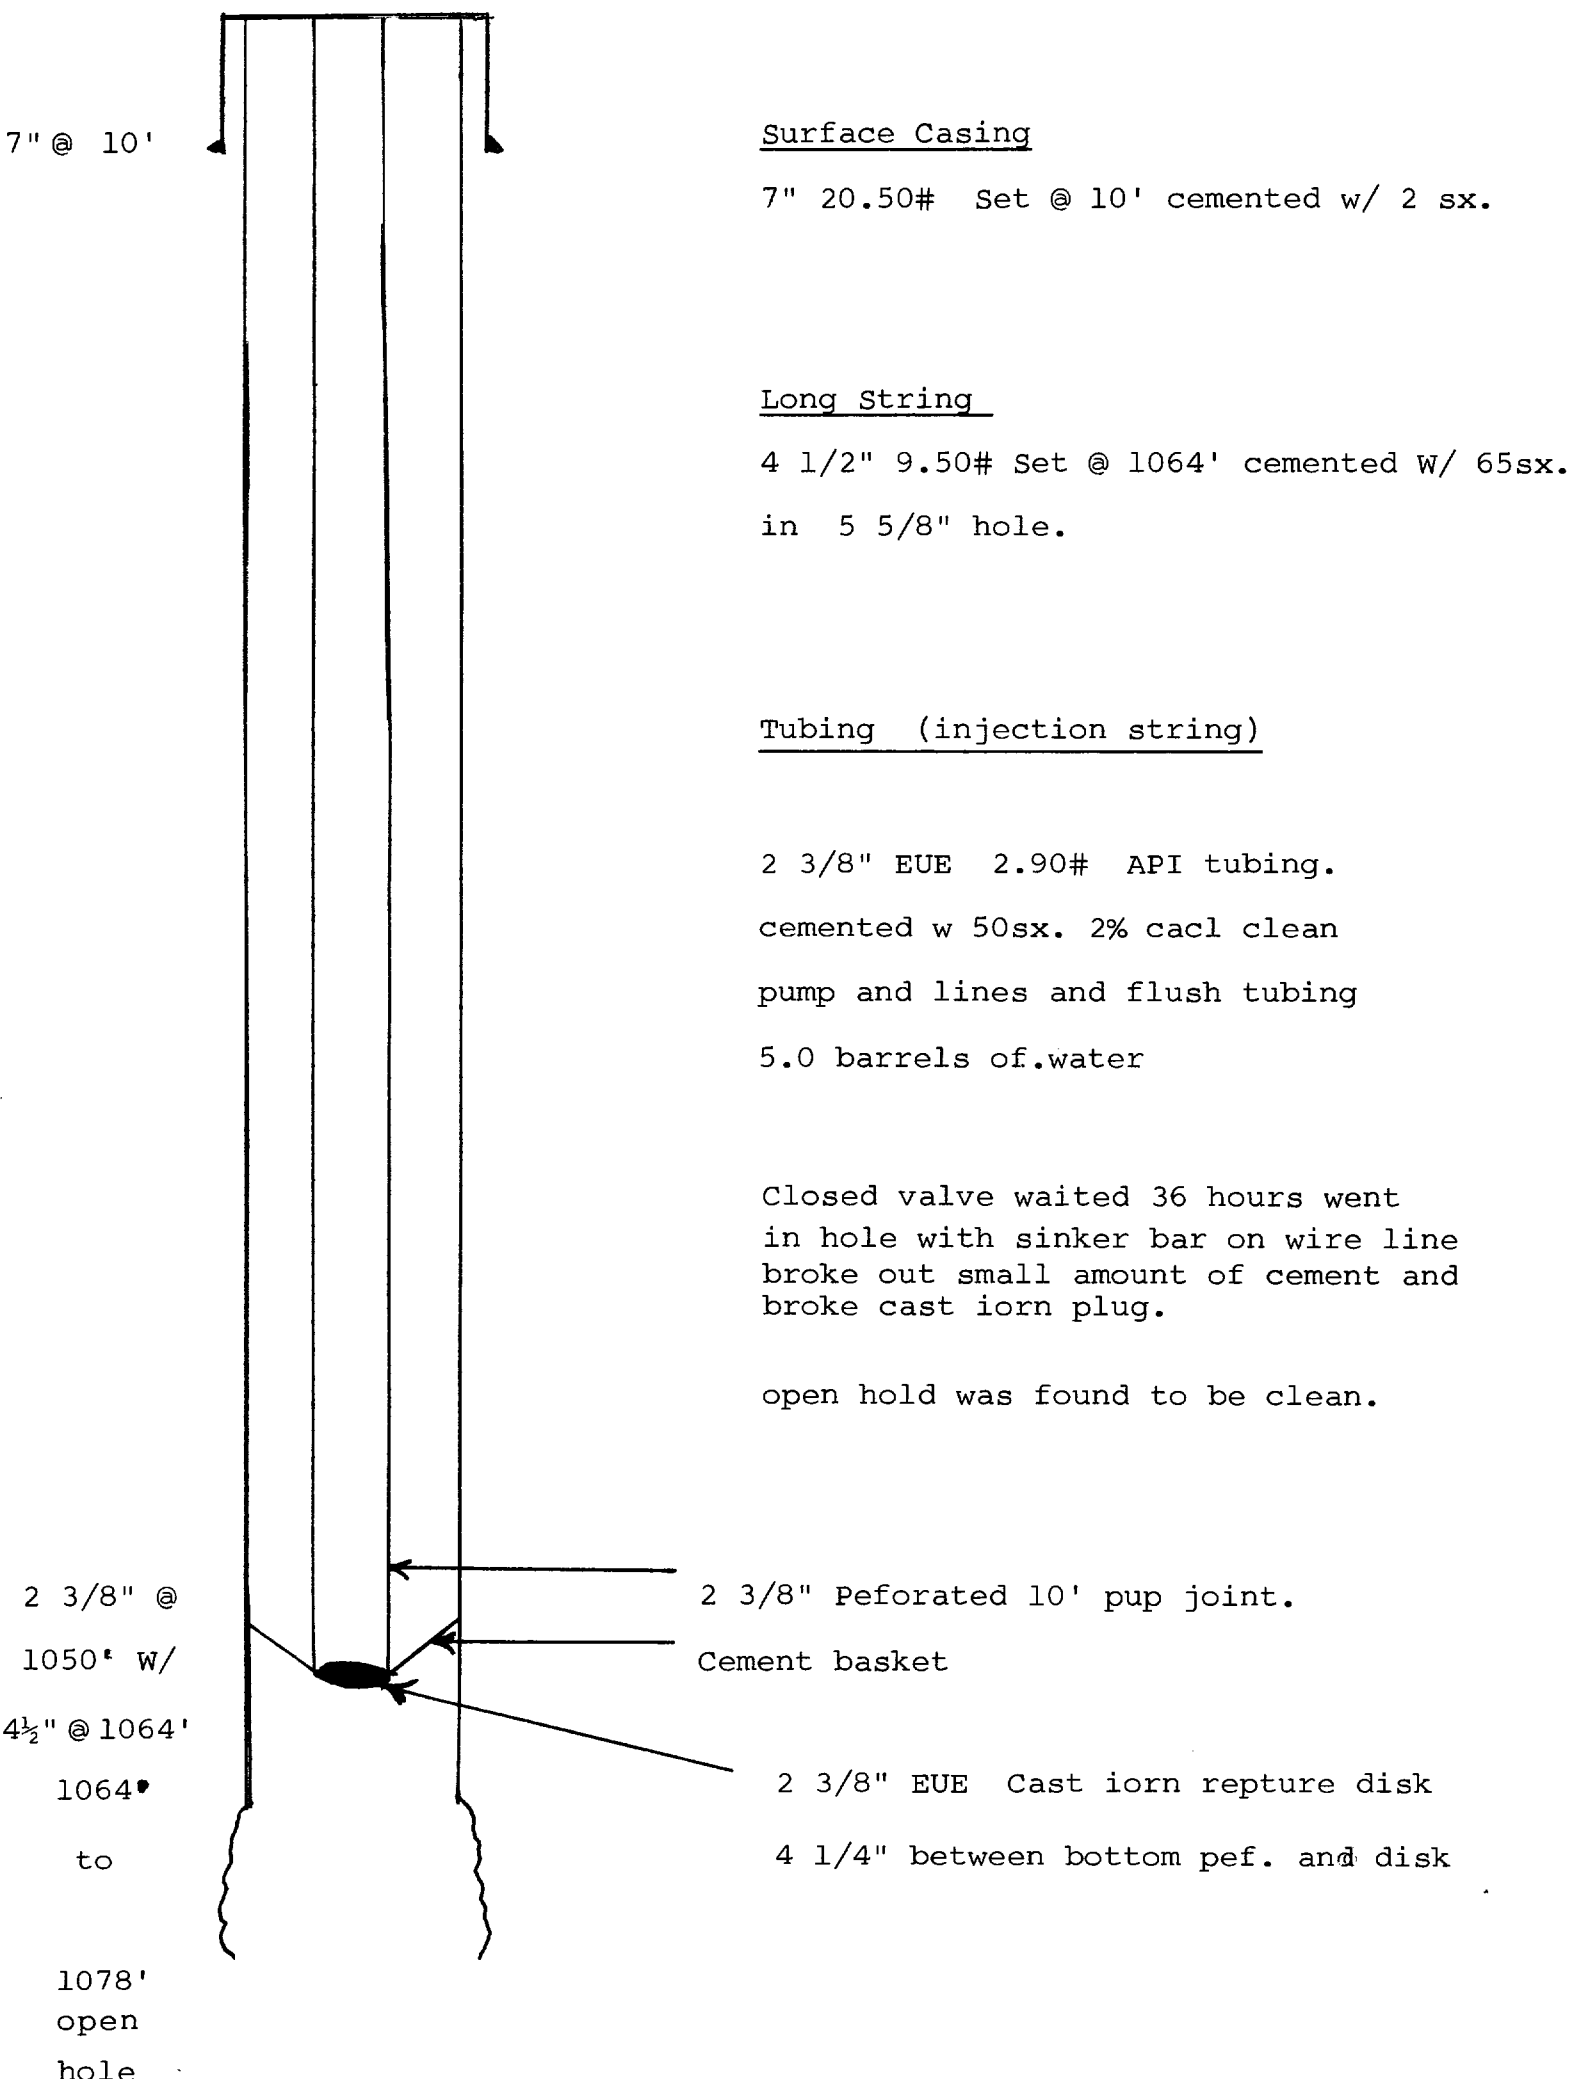 7" @ 10'
Surface Casing
7" 20.50# Set @ 10' cemented w/ 2 sx.
Long String
4 1/2" 9.50# Set @ 1064' cemented W/ 65sx.
in 5 5/8" hole.
Tubing (injection string)
2 3/8" EUE 2.90# API tubing.
cemented w 50sx. 2% cacl clean
pump and lines and flush tubing
5.0 barrels of.water
Closed valve waited 36 hours went
in hole with sinker bar on wire line
broke out small amount of cement and
broke cast iorn plug.
open hold was found to be clean.
2 3/8" @
1050' W/
4½" @ 1064'
1064'
to
1078'
open
hole
2 3/8" Peforated 10' pup joint.
Cement basket
2 3/8" EUE Cast iorn repture disk
4 1/4" between bottom pef. and disk